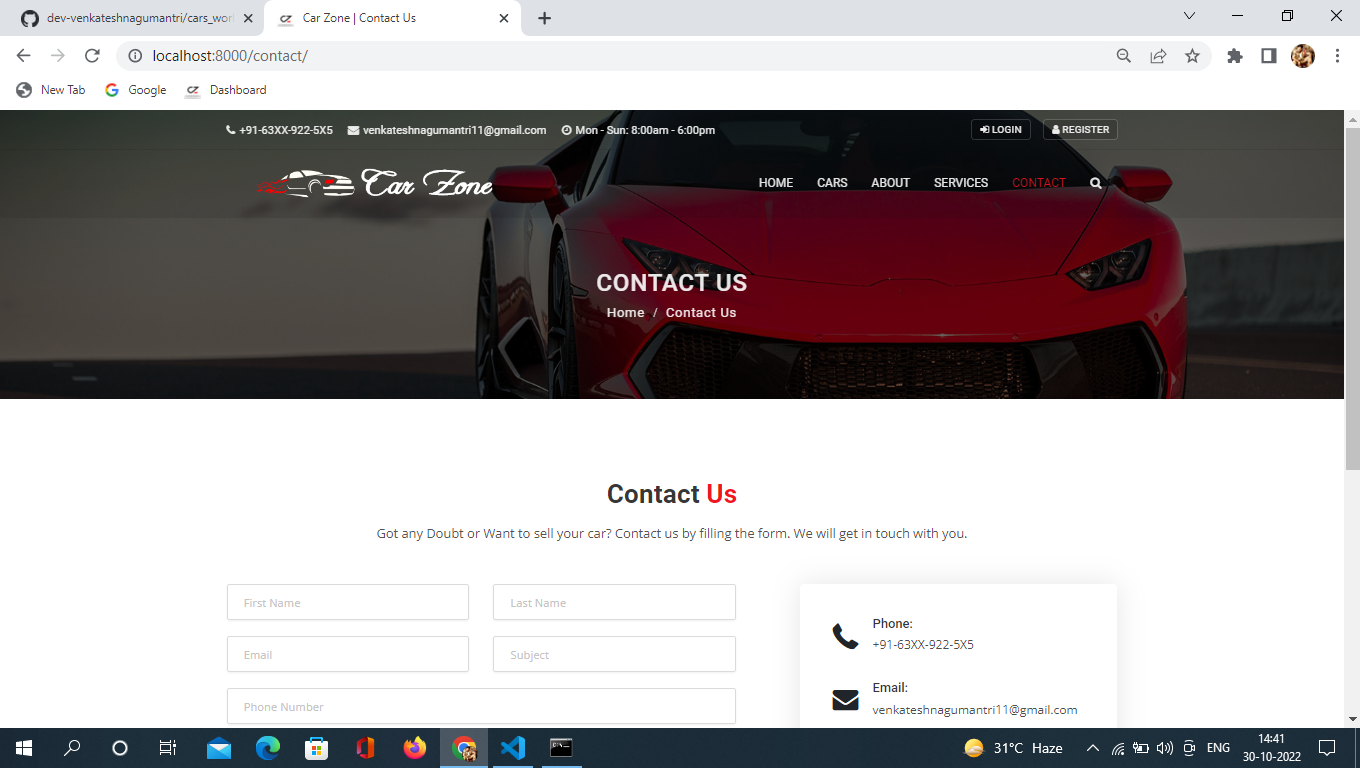 dev-venkateshnagumantri/cars_wor
Car Zone | Contact Us
localhost:8000/contact/
New Tab
Google
Dashboard
+91-63XX-922-5X5 venkateshnagumantri11@gmail.com Mon - Sun: 8:00am - 6:00pm LOGIN REGISTER
Car Zone HOME CARS ABOUT SERVICES CONTACT
CONTACT US
Home / Contact Us
Contact Us
Got any Doubt or Want to sell your car? Contact us by filling the form. We will get in touch with you.
First Name Last Name
Email Subject
Phone Number
Phone:
+91-63XX-922-5X5
Email:
venkateshnagumantri11@gmail.com
31°C Haze ENG 14:41
30-10-2022